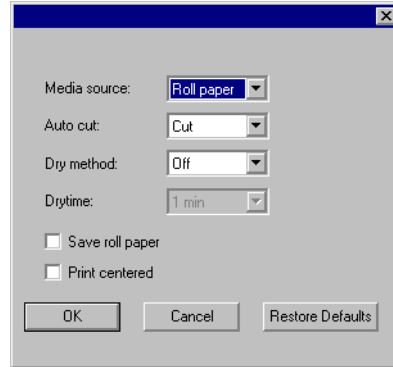 Media source: Roll paper
Auto cut: Cut
Dry method: Off
Drytime: 1 min
Save roll paper
Print centered
OK Cancel Restore Defaults